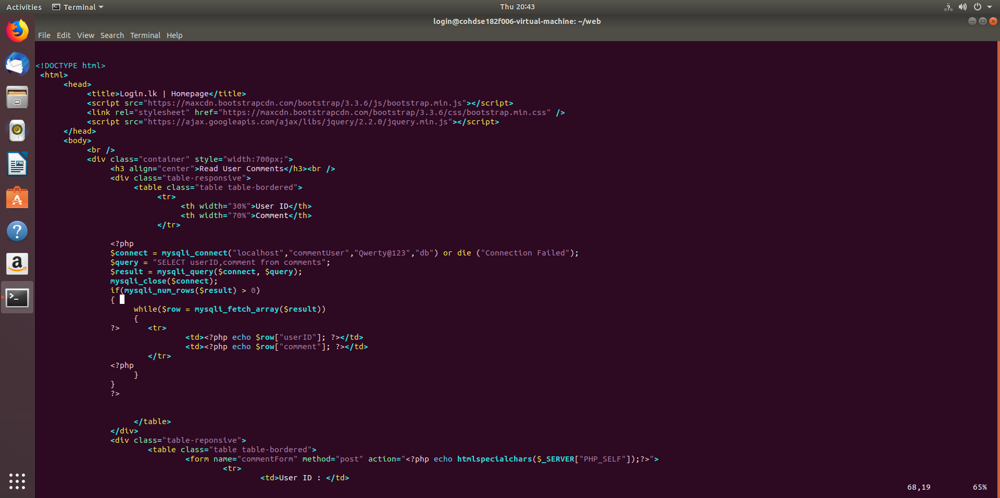 Activities Terminal Thu 20:43
login@cohdse182f006-virtual-machine: ~/web
File Edit View Search Terminal Help
<!DOCTYPE html>
<html>
<head>
<title>Login.lk | Homepage</title>
<script src="https://maxcdn.bootstrapcdn.com/bootstrap/3.3.6/js/bootstrap.min.js"></script>
<link rel="stylesheet" href="https://maxcdn.bootstrapcdn.com/bootstrap/3.3.6/css/bootstrap.min.css" />
<script src="https://ajax.googleapis.com/ajax/libs/jquery/2.2.0/jquery.min.js"></script>
</head>
<body>
<br />
<div class="container" style="width:700px;">
<h3 align="center">Read User Comments</h3><br />
<div class="table-responsive">
<table class="table table-bordered">
<tr>
<th width="30%">User ID</th>
<th width="70%">Comment</th>
</tr>
<?php
$connect = mysqli_connect("localhost","commentUser","Qwerty@123","db") or die ("Connection Failed");
$query = "SELECT userID,comment from comments";
$result = mysqli_query($connect, $query);
mysqli_close($connect);
if(mysqli_num_rows($result) > 0)
{
while($row = mysqli_fetch_array($result))
{
?> <tr>
<td><?php echo $row["userID"]; ?></td>
<td><?php echo $row["comment"]; ?></td>
</tr>
<?php
}
}
?>
</table>
</div>
<div class="table-reponsive">
<table class="table table-bordered">
<form name="commentForm" method="post" action="<?php echo htmlspecialchars($_SERVER["PHP_SELF"]);?>">
<tr>
<td>User ID : </td>
68,19 65%